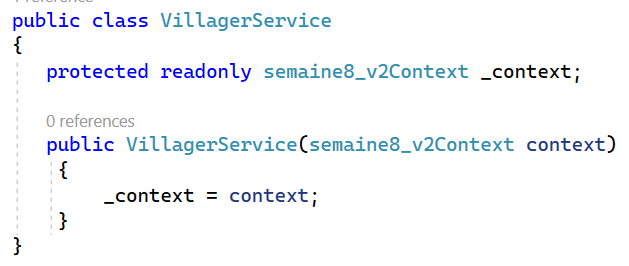 public class VillagerService
{
protected readonly semaine8_v2Context _context;
0 references
public VillagerService(semaine8_v2Context context)
{
_context = context;
}
}